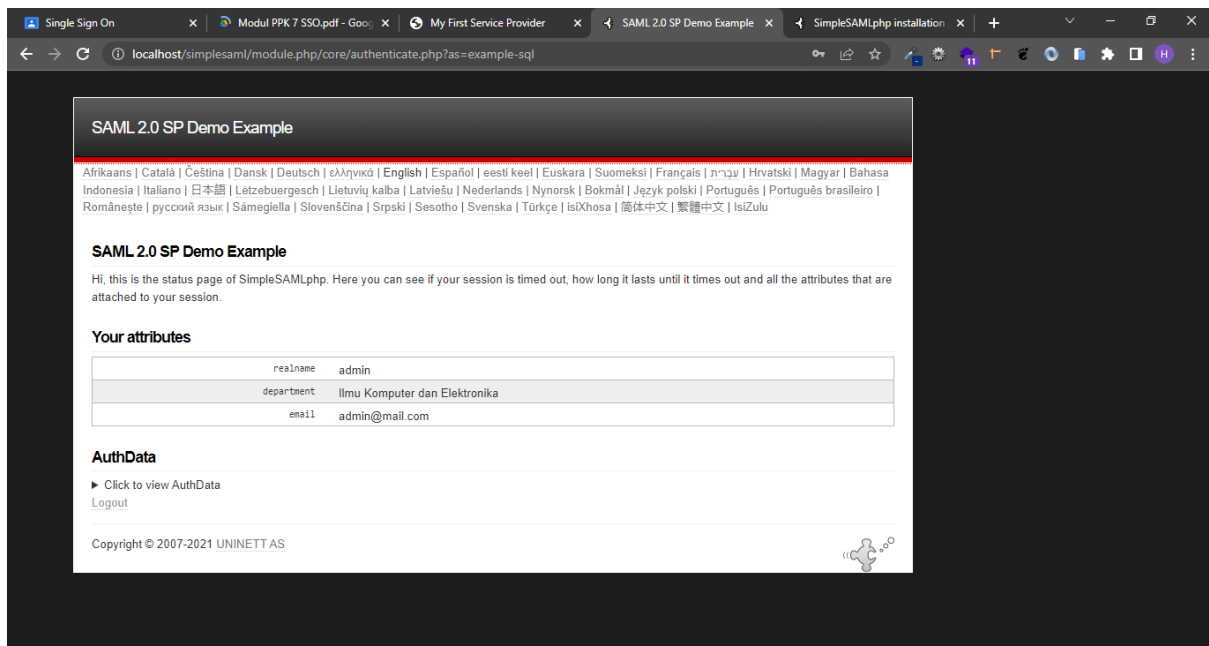 Single Sign On
Modul PPK 7 SSO.pdf - Goog
My First Service Provider
SAML 2.0 SP Demo Example
SimpleSAMLphp installation
localhost/simplesaml/module.php/core/authenticate.php?as=example-sql
11
H
SAML 2.0 SP Demo Example
Afrikaans | Català | Čeština | Dansk | Deutsch | ελληνικά | English | Español | eesti keel | Euskara | Suomeksi | Français | עִבְרִית | Hrvatski | Magyar | Bahasa
Indonesia | Italiano | 日本語 | Lëtzebuergesch | Lietuvių kalba | Latviešu | Nederlands | Nynorsk | Bokmål | Język polski | Português | Português brasileiro |
Românește | русский язык | Sámegiella | Slovenščina | Srpski | Sesotho | Svenska | Türkçe | isiXhosa | 简体中文 | 繁體中文 | IsiZulu
SAML 2.0 SP Demo Example
Hi, this is the status page of SimpleSAMLphp. Here you can see if your session is timed out, how long it lasts until it times out and all the attributes that are
attached to your session.
Your attributes
realname admin
department Ilmu Komputer dan Elektronika
email admin@mail.com
AuthData
Click to view AuthData
Logout
Copyright © 2007-2021 UNINETT AS